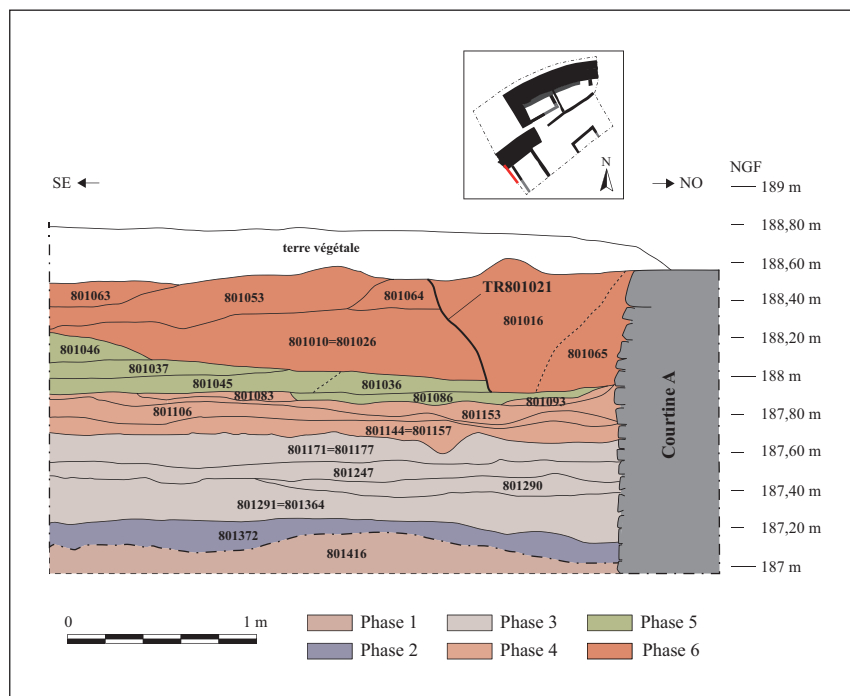 N
SE
NO
NGF
189 m
188,80 m
terre végétale
188,60 m
801063
801053
801064
TR801021
188,40 m
801016
801010=801026
188,20 m
801046
801065
801037
188 m
801045
801036
801083
801086
801093
801106
801153
187,80 m
801144=801157
801171=801177
187,60 m
Courtine A
801247
801290
187,40 m
801291=801364
801372
187,20 m
801416
187 m
0
1 m
Phase 1
Phase 3
Phase 5
Phase 2
Phase 4
Phase 6